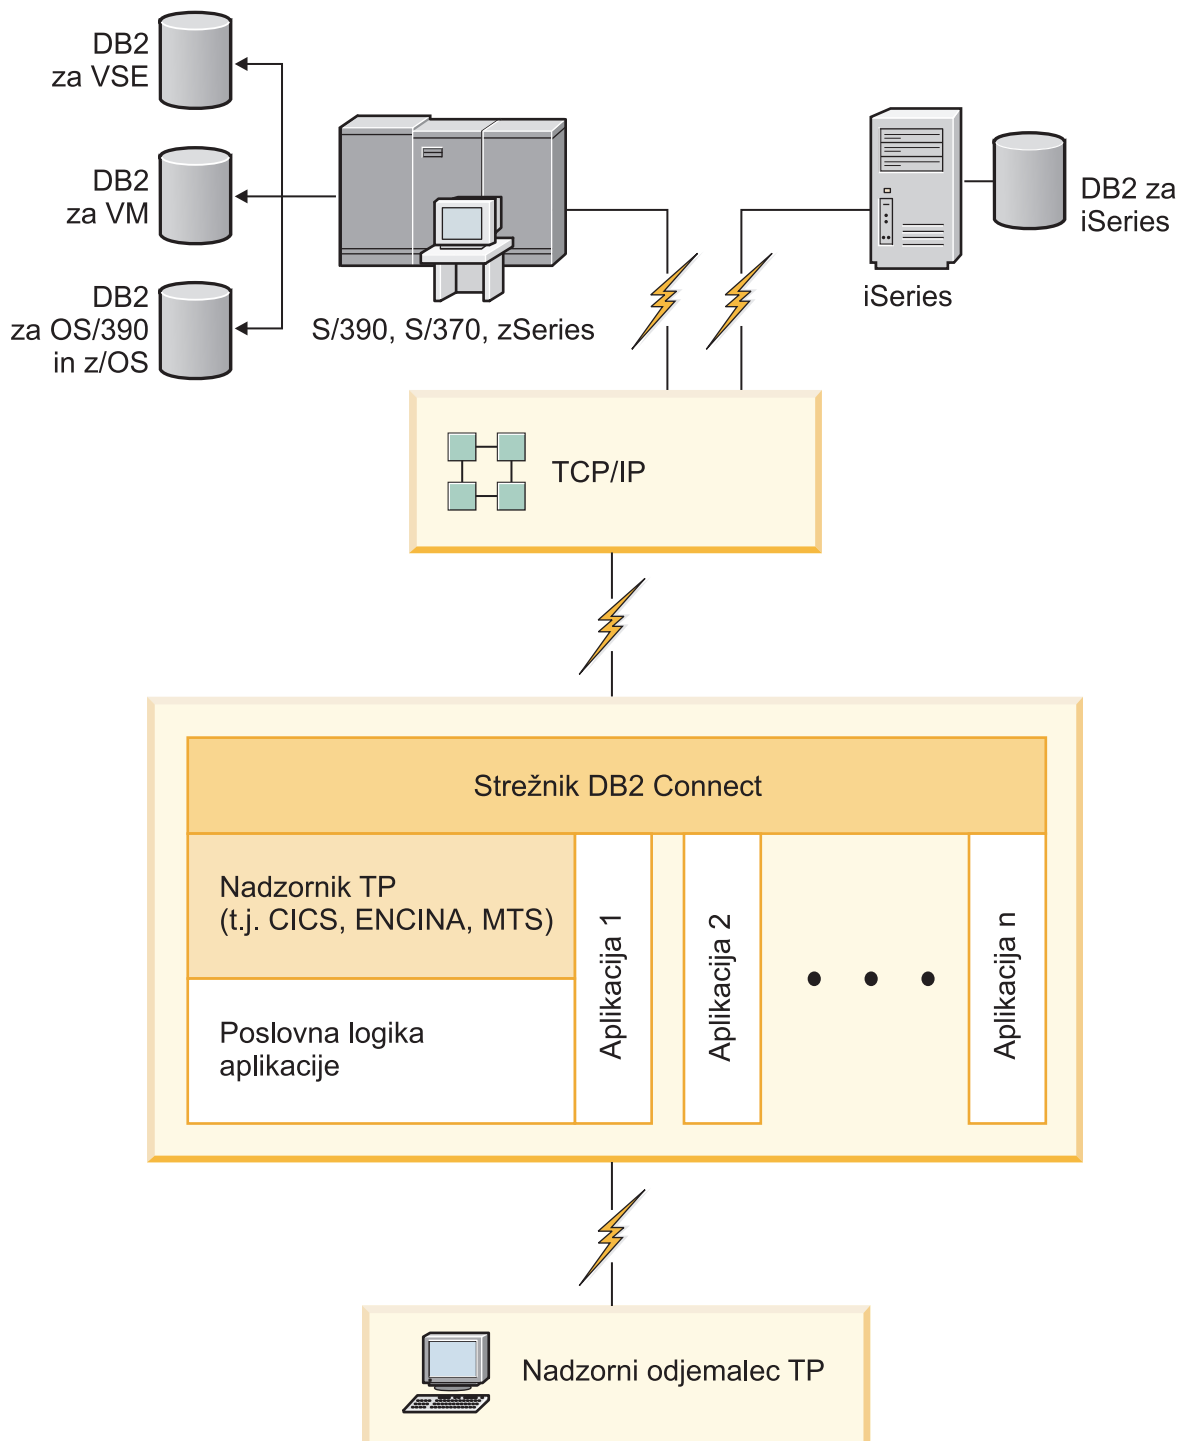 DB2
za VSE
DB2
za VM
DB2
za OS/390
in z/OS
S/390, S/370, zSeries
iSeries
DB2 za
iSeries
TCP/IP
Strežnik DB2 Connect
Nadzornik TP
(t.j. CICS, ENCINA, MTS)
Poslovna logika
aplikacije
Aplikacija 1
Aplikacija 2
Aplikacija n
Nadzorni odjemalec TP